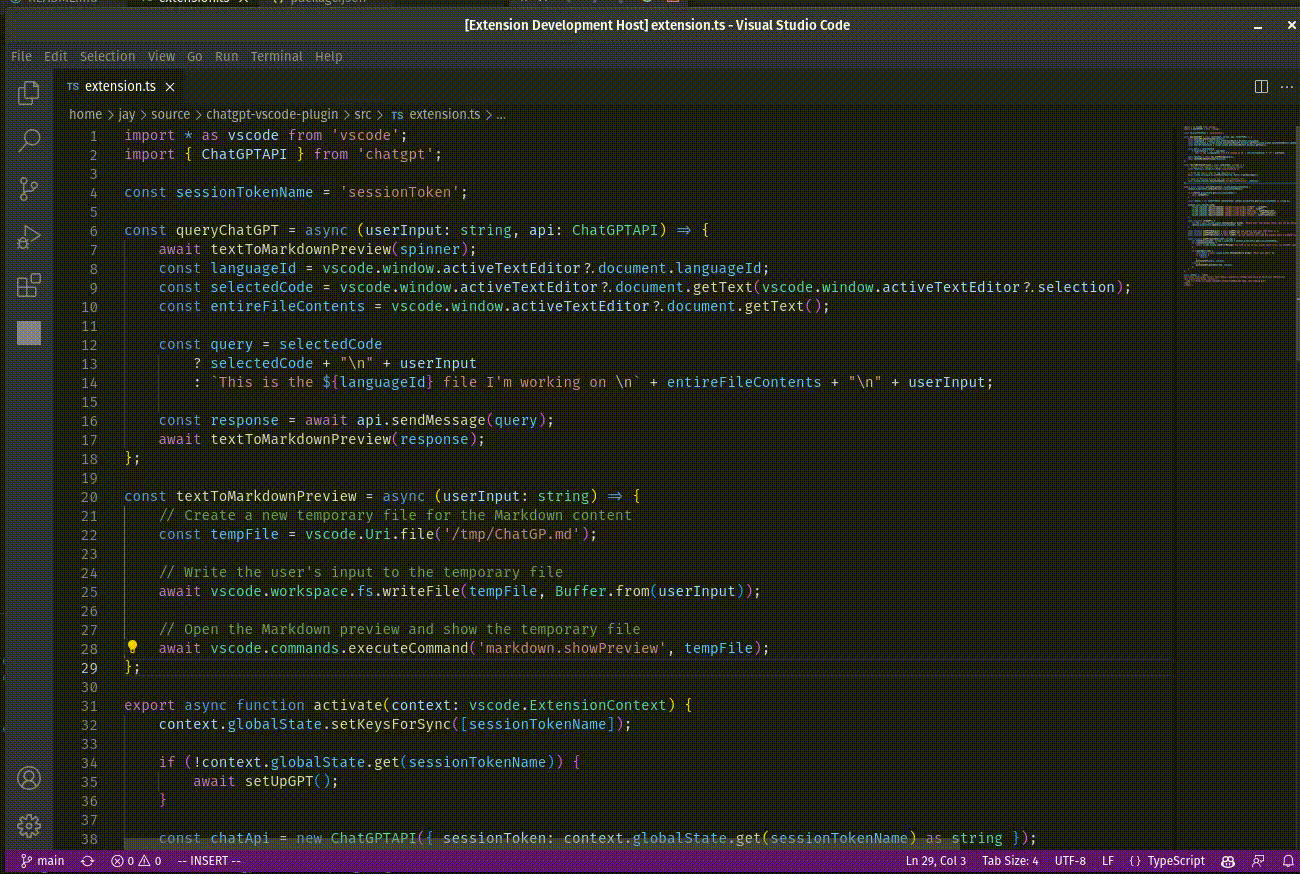 README.md extension.ts package.json
[Extension Development Host] extension.ts - Visual Studio Code
File Edit Selection View Go Run Terminal Help
TS extension.ts
home > jay > source > chatgpt-vscode-plugin > src > TS extension.ts > ...
1 import * as vscode from 'vscode';
2 import { ChatGPTAPI } from 'chatgpt';
3
4 const sessionTokenName = 'sessionToken';
5
6 const queryChatGPT = async (userInput: string, api: ChatGPTAPI) => {
7 await textToMarkdownPreview(spinner);
8 const languageId = vscode.window.activeTextEditor?.document.languageId;
9 const selectedCode = vscode.window.activeTextEditor?.document.getText(vscode.window.activeTextEditor?.selection);
10 const entireFileContents = vscode.window.activeTextEditor?.document.getText();
11
12 const query = selectedCode
13 ? selectedCode + "\n" + userInput
14 : `This is the ${languageId} file I'm working on \n` + entireFileContents + "\n" + userInput;
15
16 const response = await api.sendMessage(query);
17 await textToMarkdownPreview(response);
18 };
19
20 const textToMarkdownPreview = async (userInput: string) => {
21 // Create a new temporary file for the Markdown content
22 const tempFile = vscode.Uri.file('/tmp/ChatGP.md');
23
24 // Write the user's input to the temporary file
25 await vscode.workspace.fs.writeFile(tempFile, Buffer.from(userInput));
26
27 // Open the Markdown preview and show the temporary file
28 await vscode.commands.executeCommand('markdown.showPreview', tempFile);
29 };
30
31 export async function activate(context: vscode.ExtensionContext) {
32 context.globalState.setKeysForSync([sessionTokenName]);
33
34 if (!context.globalState.get(sessionTokenName)) {
35 await setUpGPT();
36 }
37
38 const chatApi = new ChatGPTAPI({ sessionToken: context.globalState.get(sessionTokenName) as string });
main 0 0 -- INSERT -- Ln 29, Col 3 Tab Size: 4 UTF-8 LF {} TypeScript